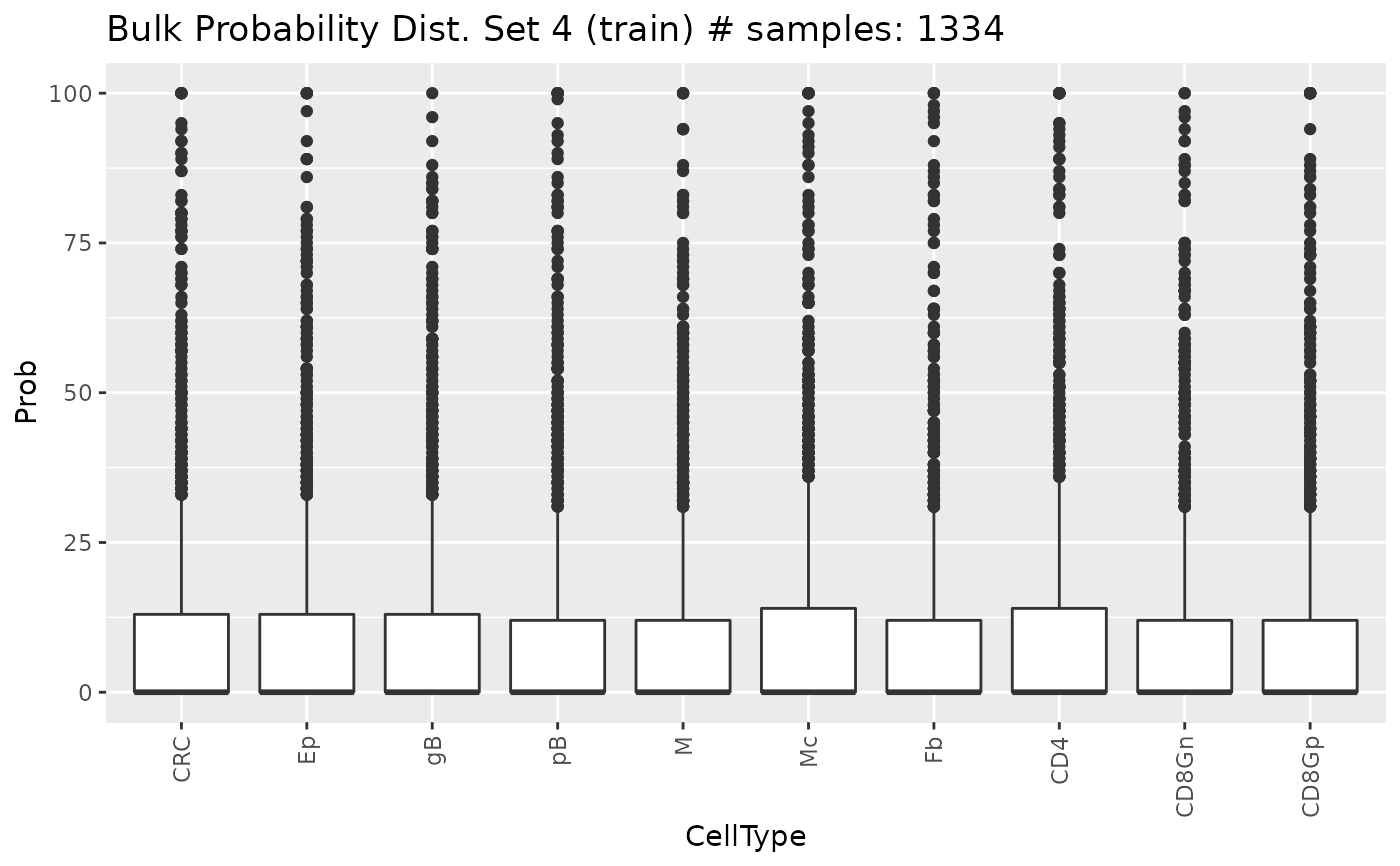 Bulk Probability Dist. Set 4 (train) # samples: 1334
100
75
50
25
0
Prob
CRC
Ep
gB
pB
M
Mc
Fb
CD4
CD8Gn
CD8Gp
CellType